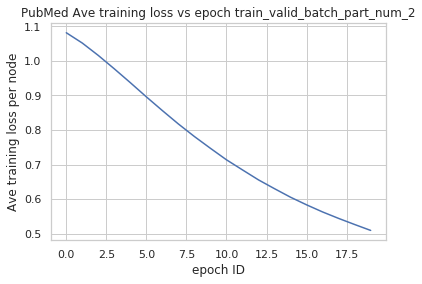 PubMed Ave training loss vs epoch train_valid_batch_part_num_2
Ave training loss per node
1.1
1.0
0.9
0.8
0.7
0.6
0.5
0.0 2.5 5.0 7.5 10.0 12.5 15.0 17.5
epoch ID